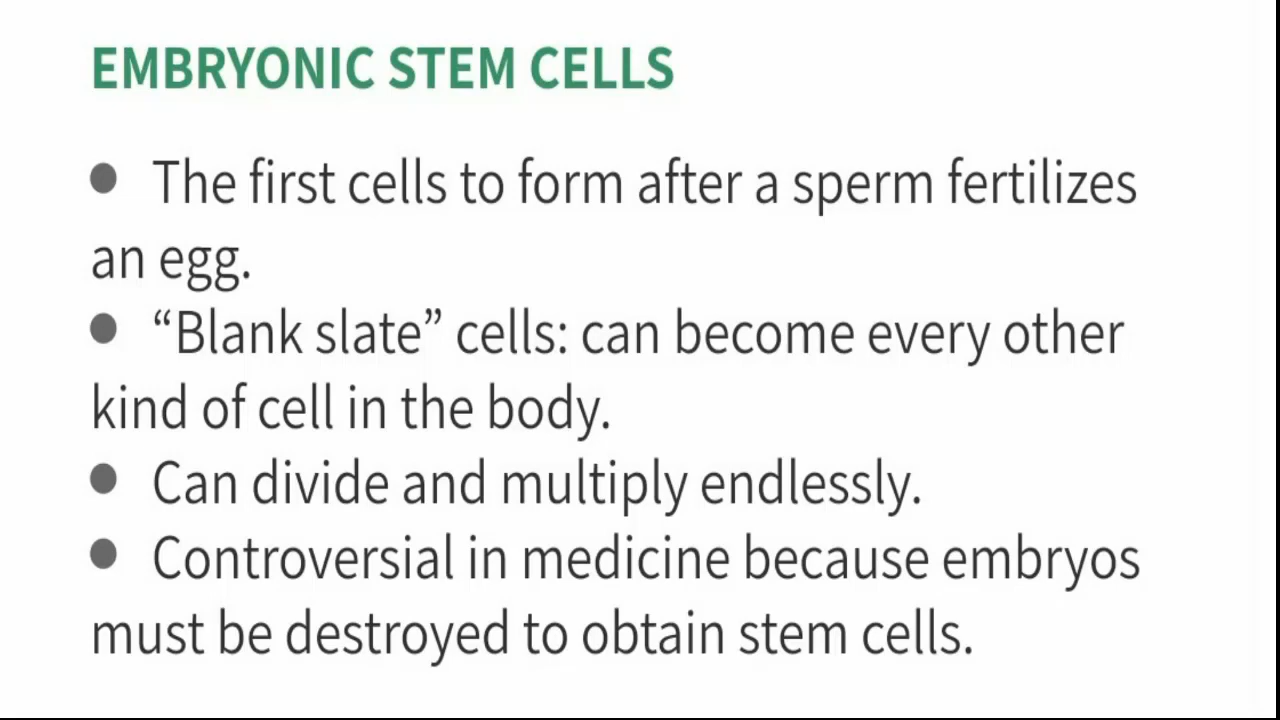 EMBRYONIC STEM CELLS
● The first cells to form after a sperm fertilizes
an egg.
● “Blank slate” cells: can become every other
kind of cell in the body.
● Can divide and multiply endlessly.
● Controversial in medicine because embryos
must be destroyed to obtain stem cells.